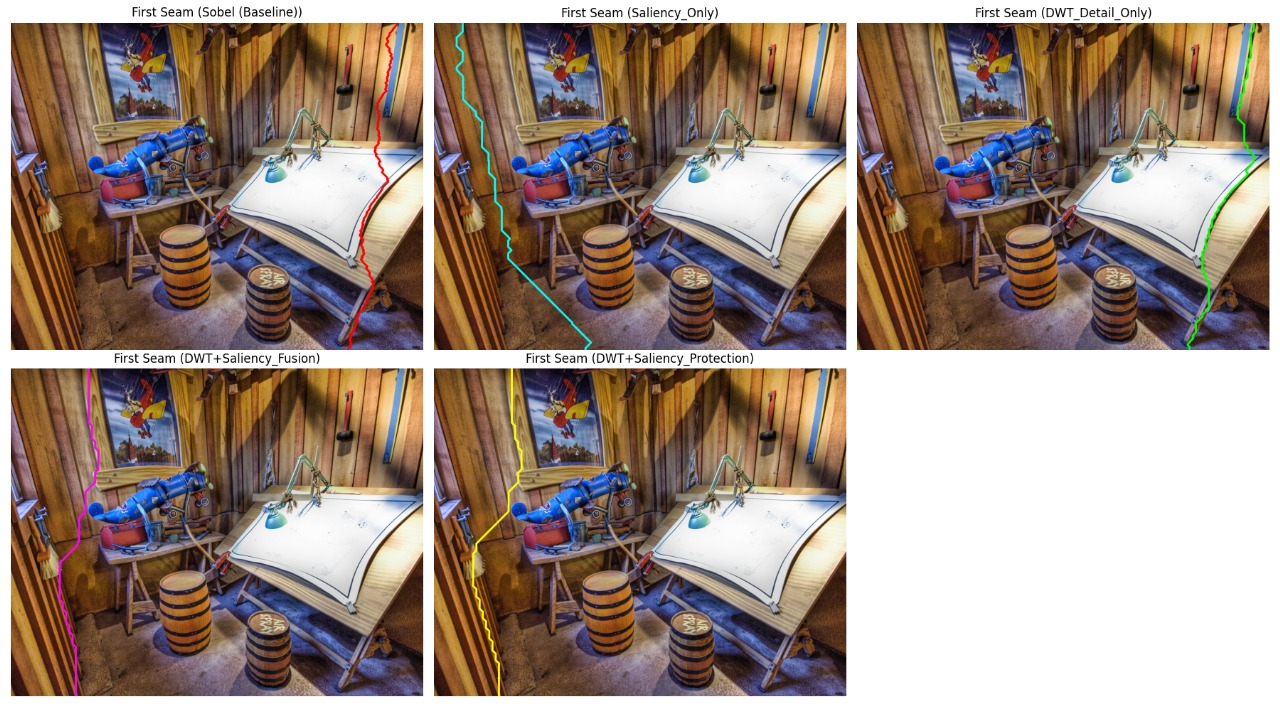 First Seam (Sobel (Baseline))
First Seam (Saliency_Only)
First Seam (DWT_Detail_Only)
First Seam (DWT+Saliency_Fusion)
First Seam (DWT+Saliency_Protection)